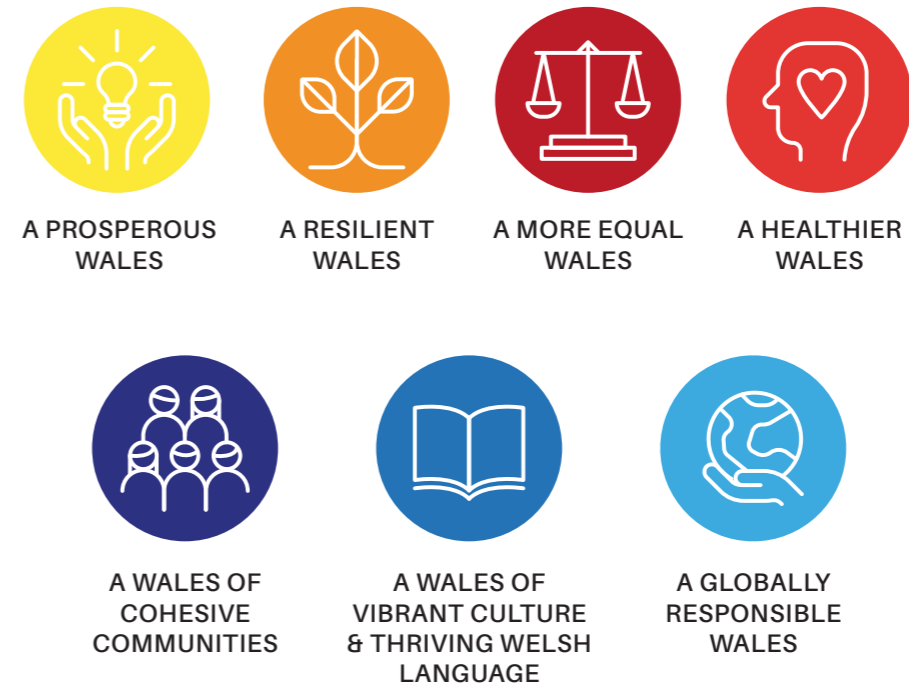 A PROSPEROUS
WALES
A RESILIENT
WALES
A MORE EQUAL
WALES
A HEALTHIER
WALES
A WALES OF
COHESIVE
COMMUNITIES
A WALES OF
VIBRANT CULTURE
& THRIVING WELSH
LANGUAGE
A GLOBALLY
RESPONSIBLE
WALES